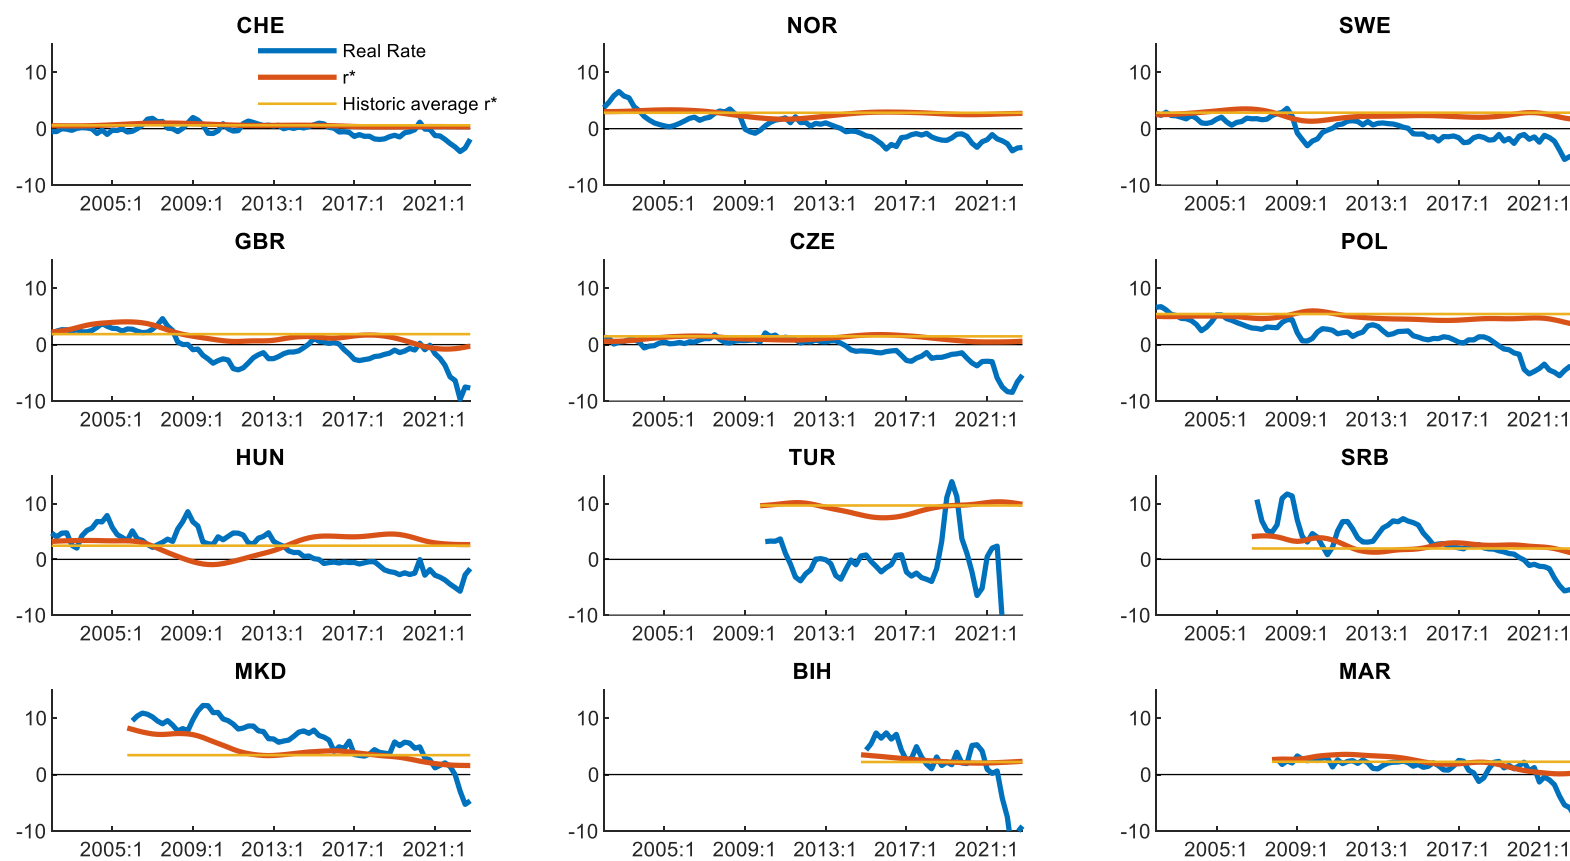 CHE NOR SWE
Real Rate
r*
Historic average r*
10 10 10
0 0 0
-10 -10 -10
2005:1 2009:1 2013:1 2017:1 2021:1 2005:1 2009:1 2013:1 2017:1 2021:1 2005:1 2009:1 2013:1 2017:1 2021:1
GBR CZE POL
10 10 10
0 0 0
-10 -10 -10
2005:1 2009:1 2013:1 2017:1 2021:1 2005:1 2009:1 2013:1 2017:1 2021:1 2005:1 2009:1 2013:1 2017:1 2021:1
HUN TUR SRB
10 10 10
0 0 0
-10 -10 -10
2005:1 2009:1 2013:1 2017:1 2021:1 2005:1 2009:1 2013:1 2017:1 2021:1 2005:1 2009:1 2013:1 2017:1 2021:1
MKD BIH MAR
10 10 10
0 0 0
-10 -10 -10
2005:1 2009:1 2013:1 2017:1 2021:1 2005:1 2009:1 2013:1 2017:1 2021:1 2005:1 2009:1 2013:1 2017:1 2021:1